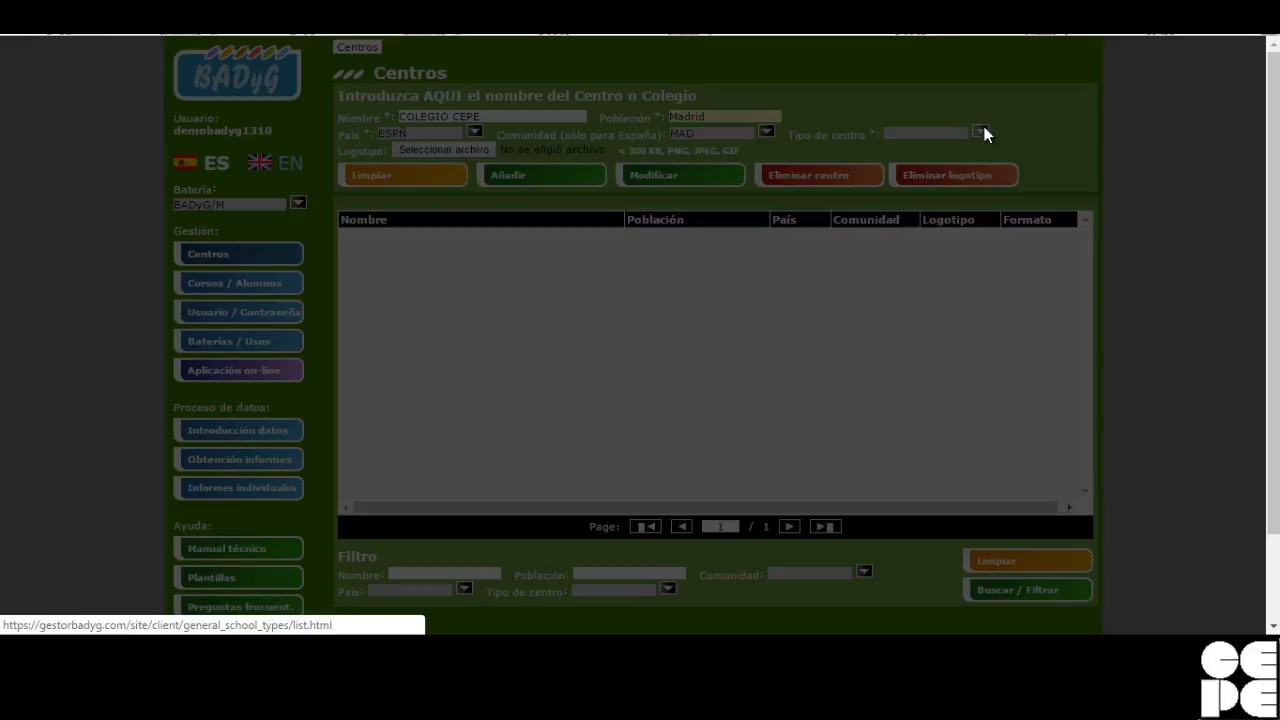 BADyG
Usuario:
demobadyg1310
ES EN
Batería:
BADyG/M
Gestión:
Centros
Cursos / Alumnos
Usuario / Contraseña
Baterías / Usos
Aplicación on-line
Proceso de datos:
Introducción datos
Obtención informes
Informes individuales
Ayuda:
Manual técnico
Plantillas
Preguntas frecuent.
Centros
Centros
Introduzca AQUI el nombre del Centro o Colegio
Nombre *: COLEGIO CEPE Población *: Madrid
País *: ESPÑ Comunidad (sólo para España): MAD Tipo de centro *:
Logotipo: Seleccionar archivo No se eligió archivo < 300 KB, PNG, JPEG, GIF
Limpiar Añadir Modificar Eliminar centro Eliminar logotipo
Nombre Población País Comunidad Logotipo Formato
Page: 1 / 1
Filtro
Nombre: Población: Comunidad:
País: Tipo de centro:
Limpiar
Buscar / Filtrar
https://gestorbadyg.com/site/client/general_school_types/list.html
CEPE